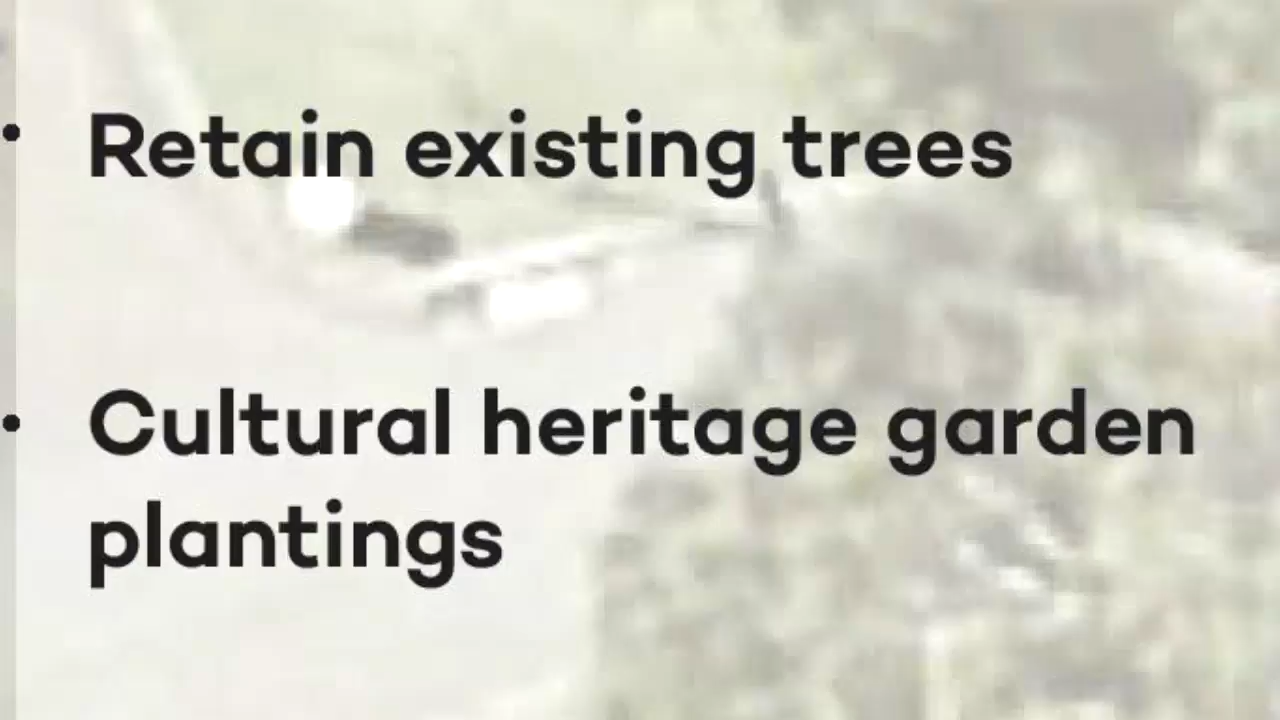 • Retain existing trees
• Cultural heritage garden
plantings